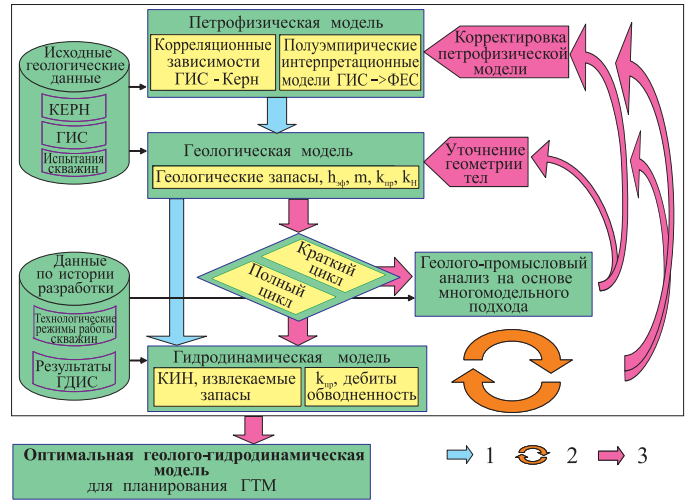 Петрофизическая модель
Исходные
геологические
данные
КЕРН
ГИС
Испытания
скважин
Корреляционные
зависимости
ГИС - Керн
Полуэмпирические
интерпретационные
модели ГИС –>ФЕС
Корректировка
петрофизической
модели
Геологическая модель
Геологические запасы, hэф, m, kпр, kН
Уточнение
геометрии
тел
Данные
по истории
разработки
Технологические
режимы работы
скважин
Результаты
ГДИС
Краткий
цикл
Полный
цикл
Геолого-промысловый
анализ на основе
многомодельного
подхода
Гидродинамическая модель
КИН, извлекаемые
запасы
kпр, дебиты
обводненность
Оптимальная геолого-гидродинамическая
модель
для планирования ГТМ
1 2 3